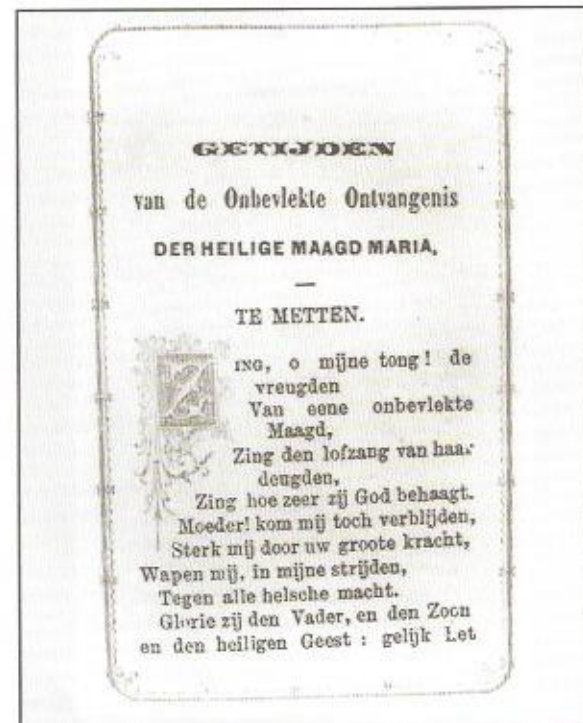 GETIJDEN
van de Onbevlekte Ontvangenis
DER HEILIGE MAAGD MARIA,
TE METTEN.
ZING, o mijne tong! de
vreugden
Van eene onbevlekte
Maagd,
Zing den lofzang van haar
deugden,
Zing hoe zeer zij God behaagt.
Moeder! kom mij toch verblijden,
Sterk mij door uw groote kracht,
Wapen mij, in mijne strijden,
Tegen alle helsche macht.
Glorie zij den Vader, en den Zoon
en den heiligen Geest : gelijk het